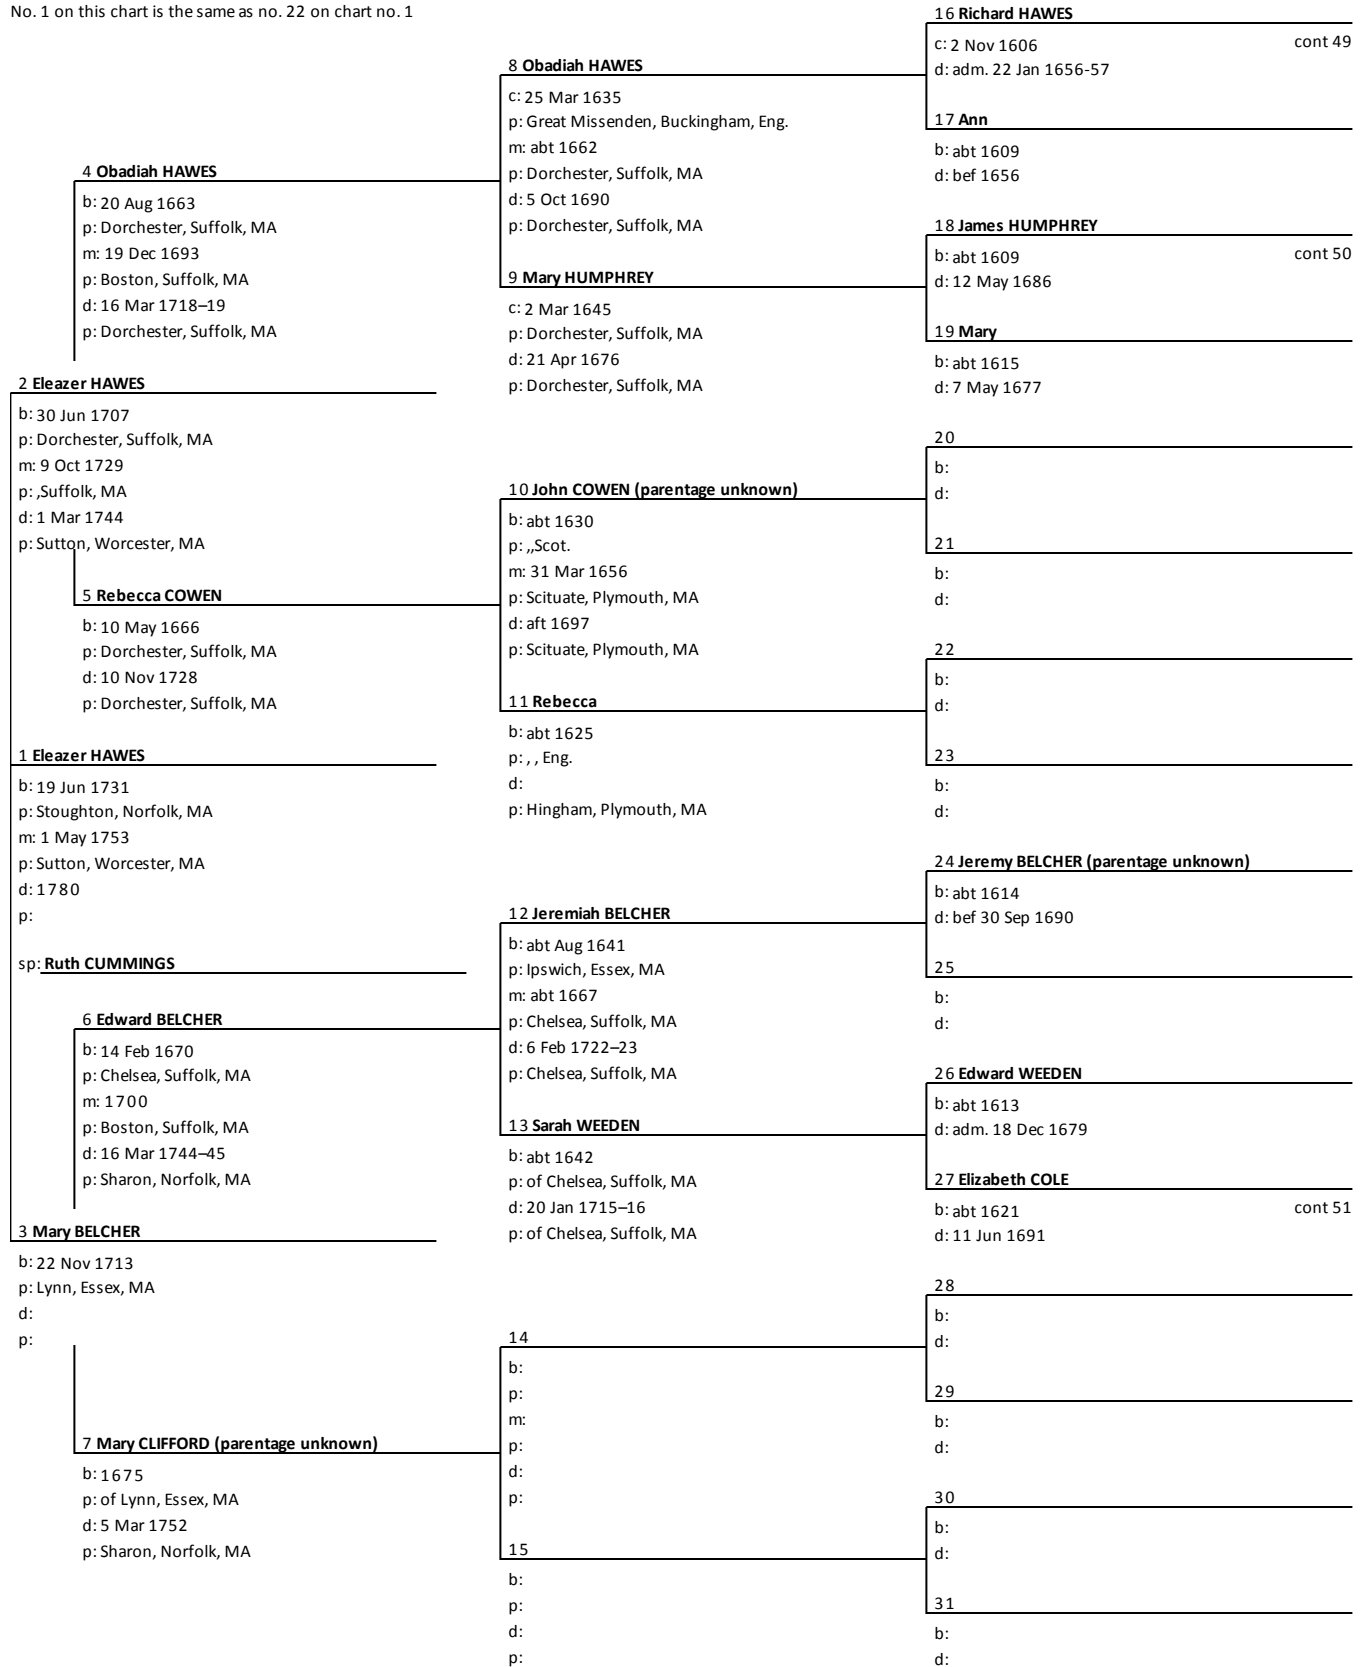 No. 1 on this chart is the same as no. 22 on chart no. 1
16 Richard HAWES
c: 2 Nov 1606
cont 49
d: adm. 22 Jan 1656-57
8 Obadiah HAWES
c: 25 Mar 1635
p: Great Missenden, Buckingham, Eng.
m: abt 1662
p: Dorchester, Suffolk, MA
d: 5 Oct 1690
p: Dorchester, Suffolk, MA
17 Ann
b: abt 1609
d: bef 1656
4 Obadiah HAWES
b: 20 Aug 1663
p: Dorchester, Suffolk, MA
m: 19 Dec 1693
p: Boston, Suffolk, MA
d: 16 Mar 1718–19
p: Dorchester, Suffolk, MA
18 James HUMPHREY
b: abt 1609
cont 50
d: 12 May 1686
9 Mary HUMPHREY
c: 2 Mar 1645
p: Dorchester, Suffolk, MA
d: 21 Apr 1676
p: Dorchester, Suffolk, MA
19 Mary
b: abt 1615
d: 7 May 1677
2 Eleazer HAWES
b: 30 Jun 1707
p: Dorchester, Suffolk, MA
m: 9 Oct 1729
p: ,Suffolk, MA
d: 1 Mar 1744
p: Sutton, Worcester, MA
20
b:
d:
10 John COWEN (parentage unknown)
b: abt 1630
p: ,,Scot.
m: 31 Mar 1656
p: Scituate, Plymouth, MA
d: aft 1697
p: Scituate, Plymouth, MA
21
b:
d:
5 Rebecca COWEN
b: 10 May 1666
p: Dorchester, Suffolk, MA
d: 10 Nov 1728
p: Dorchester, Suffolk, MA
22
b:
d:
11 Rebecca
b: abt 1625
p: , , Eng.
d:
p: Hingham, Plymouth, MA
23
b:
d:
1 Eleazer HAWES
b: 19 Jun 1731
p: Stoughton, Norfolk, MA
m: 1 May 1753
p: Sutton, Worcester, MA
d: 1780
p:
sp: Ruth CUMMINGS
24 Jeremy BELCHER (parentage unknown)
b: abt 1614
d: bef 30 Sep 1690
12 Jeremiah BELCHER
b: abt Aug 1641
p: Ipswich, Essex, MA
m: abt 1667
p: Chelsea, Suffolk, MA
d: 6 Feb 1722–23
p: Chelsea, Suffolk, MA
25
b:
d:
6 Edward BELCHER
b: 14 Feb 1670
p: Chelsea, Suffolk, MA
m: 1700
p: Boston, Suffolk, MA
d: 16 Mar 1744–45
p: Sharon, Norfolk, MA
26 Edward WEEDEN
b: abt 1613
d: adm. 18 Dec 1679
13 Sarah WEEDEN
b: abt 1642
p: of Chelsea, Suffolk, MA
d: 20 Jan 1715–16
p: of Chelsea, Suffolk, MA
27 Elizabeth COLE
b: abt 1621
cont 51
d: 11 Jun 1691
3 Mary BELCHER
b: 22 Nov 1713
p: Lynn, Essex, MA
d:
p:
28
b:
d:
14
b:
p:
m:
p:
d:
p:
29
b:
d:
7 Mary CLIFFORD (parentage unknown)
b: 1675
p: of Lynn, Essex, MA
d: 5 Mar 1752
p: Sharon, Norfolk, MA
30
b:
d:
15
b:
p:
d:
p:
31
b:
d: